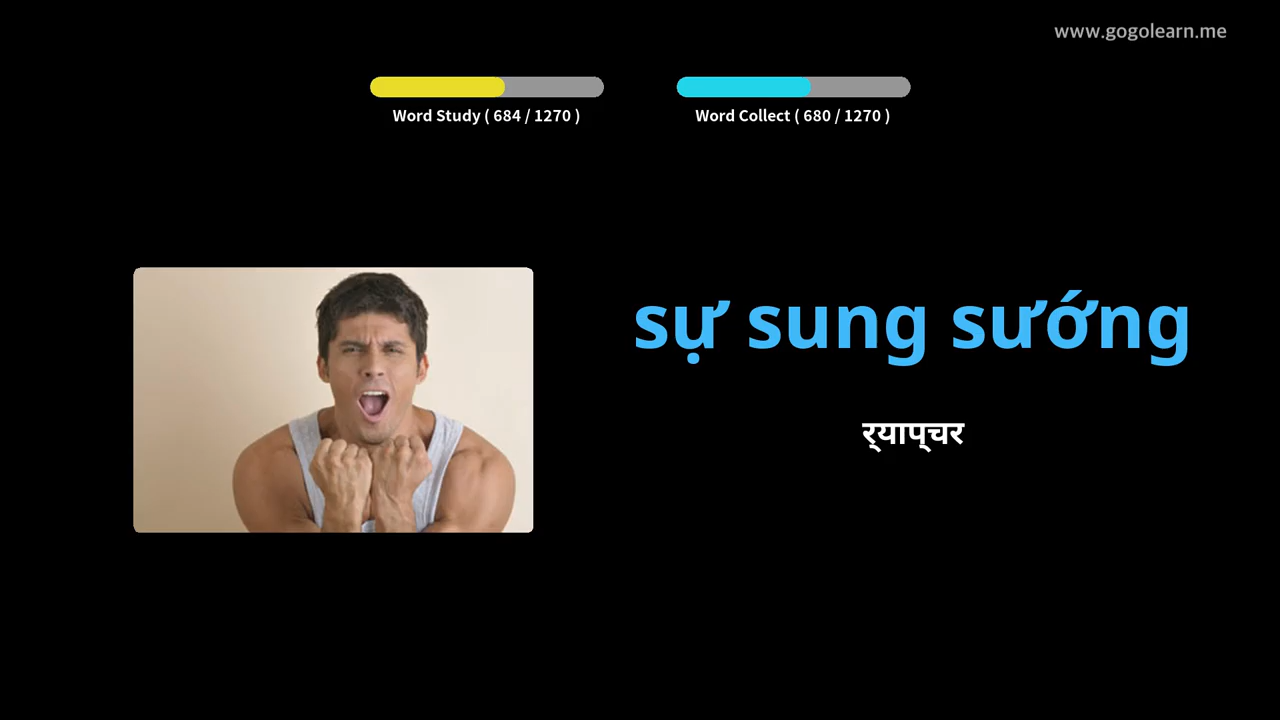 www.gogolearn.me
Word Study ( 684 / 1270 )
Word Collect ( 680 / 1270 )
sự sung sướng
र्‍याप्चर